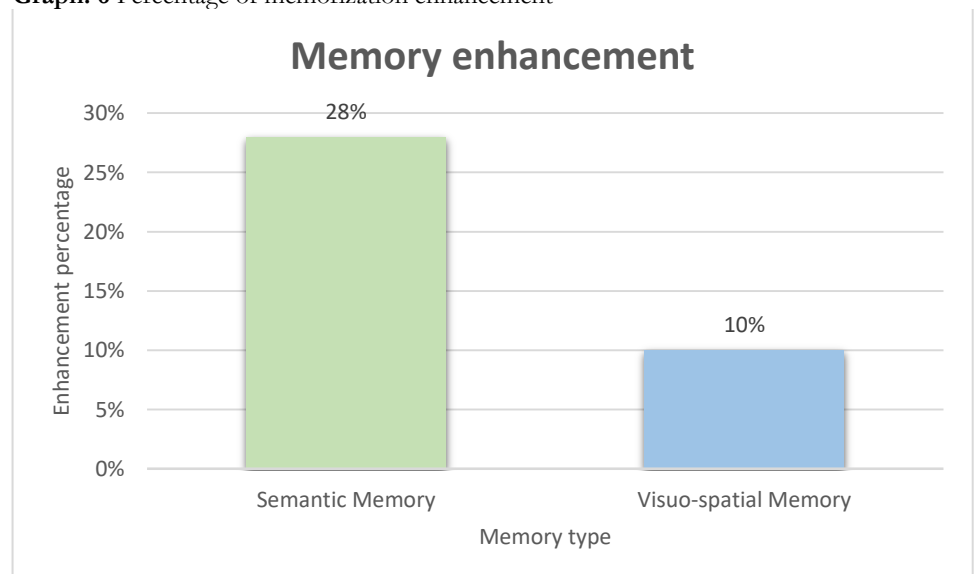 Graph. 6 Percentage of memorization enhancement
Memory enhancement
30%
25%
20%
15%
10%
5%
0%
Enhancement percentage
28%
10%
Semantic Memory
Visuo-spatial Memory
Memory type